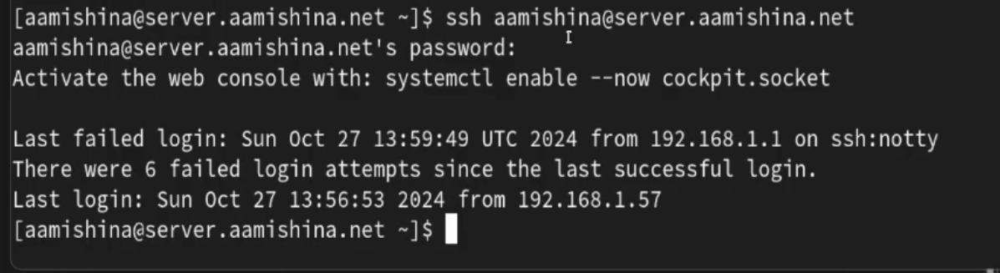 [aamishina@server.aamishina.net ~]$ ssh aamishina@server.aamishina.net
aamishina@server.aamishina.net's password:
Activate the web console with: systemctl enable --now cockpit.socket
Last failed login: Sun Oct 27 13:59:49 UTC 2024 from 192.168.1.1 on ssh:notty
There were 6 failed login attempts since the last successful login.
Last login: Sun Oct 27 13:56:53 2024 from 192.168.1.57
[aamishina@server.aamishina.net ~]$